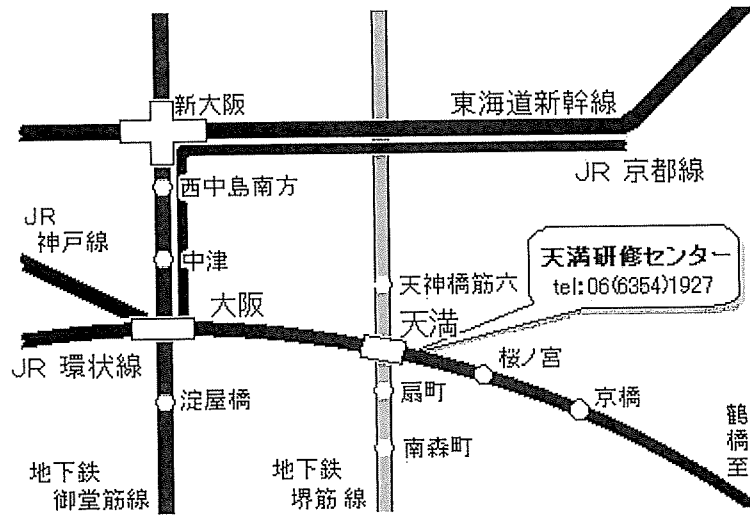 新大阪
東海道新幹線
JR 京都線
西中島南方
JR
神戸線
中津
天満研修センター
tel:06(6354)1927
天神橋筋六
大阪
天満
JR 環状線
桜ノ宮
淀屋橋
扇町
京橋
鶴橋至
南森町
地下鉄
御堂筋線
地下鉄
堺筋線